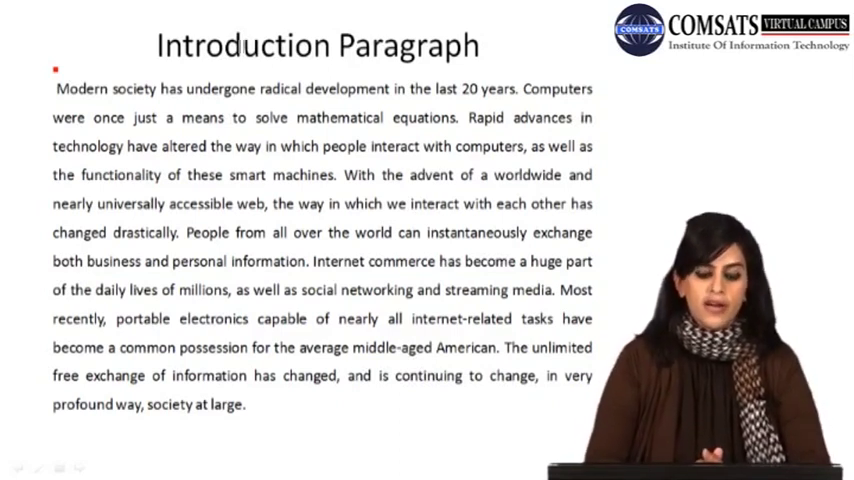 Introduction Paragraph
COMSATS VIRTUAL CAMPUS
Institute Of Information Technology
COMSATS
Modern society has undergone radical development in the last 20 years. Computers
were once just a means to solve mathematical equations. Rapid advances in
technology have altered the way in which people interact with computers, as well as
the functionality of these smart machines. With the advent of a worldwide and
nearly universally accessible web, the way in which we interact with each other has
changed drastically. People from all over the world can instantaneously exchange
both business and personal information. Internet commerce has become a huge part
of the daily lives of millions, as well as social networking and streaming media. Most
recently, portable electronics capable of nearly all internet-related tasks have
become a common possession for the average middle-aged American. The unlimited
free exchange of information has changed, and is continuing to change, in very
profound way, society at large.